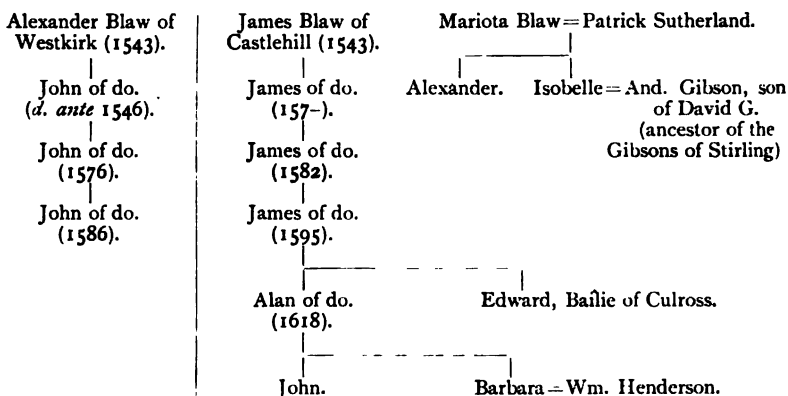 Alexander Blaw of
Westkirk (1543).
John of do.
(d. ante 1546).
John of do.
(1576).
John of do.
(1586).
James Blaw of
Castlehill (1543).
James of do.
(157–).
James of do.
(1582).
James of do.
(1595).
Alan of do.
(1618).
Edward, Bailie of Culross.
John.
Barbara = Wm. Henderson.
Mariota Blaw = Patrick Sutherland.
Alexander.
Isobelle = And. Gibson, son
of David G.
(ancestor of the
Gibsons of Stirling)